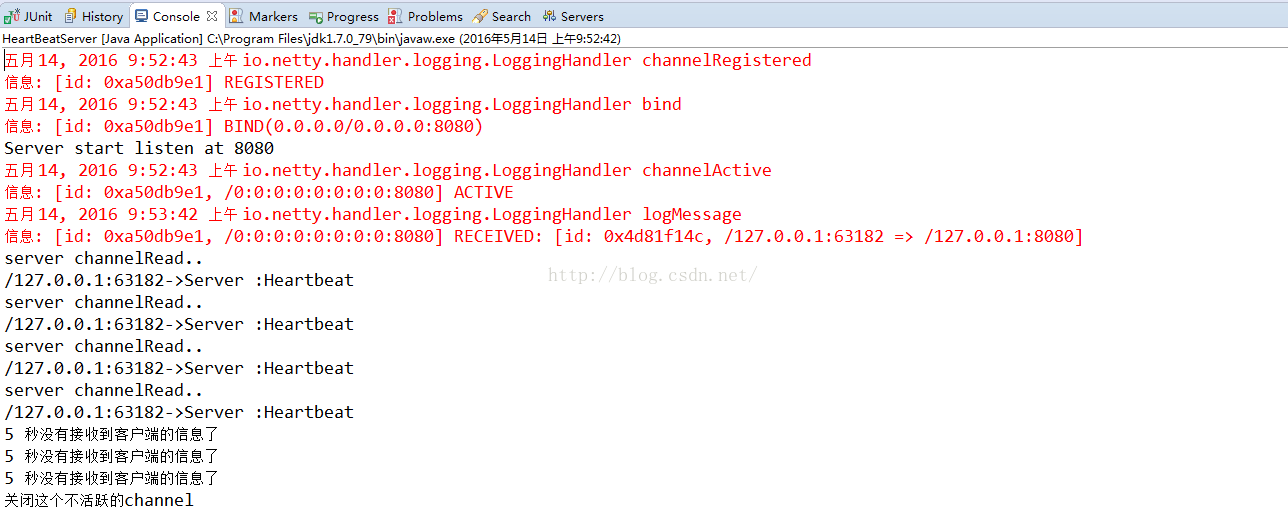 JUnit History Console Markers Progress Problems Search Servers
HeartBeatServer [Java Application] C:\Program Files\jdk1.7.0_79\bin\javaw.exe (2016年5月14日 上午9:52:42)
五月14, 2016 9:52:43 上午io.netty.handler.logging.LoggingHandler channelRegistered
信息: [id: 0xa50db9e1] REGISTERED
五月14, 2016 9:52:43 上午io.netty.handler.logging.LoggingHandler bind
信息: [id: 0xa50db9e1] BIND(0.0.0.0/0.0.0.0:8080)
Server start listen at 8080
五月14, 2016 9:52:43 上午io.netty.handler.logging.LoggingHandler channelActive
信息: [id: 0xa50db9e1, /0:0:0:0:0:0:0:0:8080] ACTIVE
五月14, 2016 9:53:42 上午io.netty.handler.logging.LoggingHandler logMessage
信息: [id: 0xa50db9e1, /0:0:0:0:0:0:0:0:8080] RECEIVED: [id: 0x4d81f14c, /127.0.0.1:63182 => /127.0.0.1:8080]
server channelRead..
http://blog.csdn.net/
/127.0.0.1:63182->Server :Heartbeat
server channelRead..
/127.0.0.1:63182->Server :Heartbeat
server channelRead..
/127.0.0.1:63182->Server :Heartbeat
server channelRead..
/127.0.0.1:63182->Server :Heartbeat
5 秒没有接收到客户端的信息了
5 秒没有接收到客户端的信息了
5 秒没有接收到客户端的信息了
关闭这个不活跃的channel